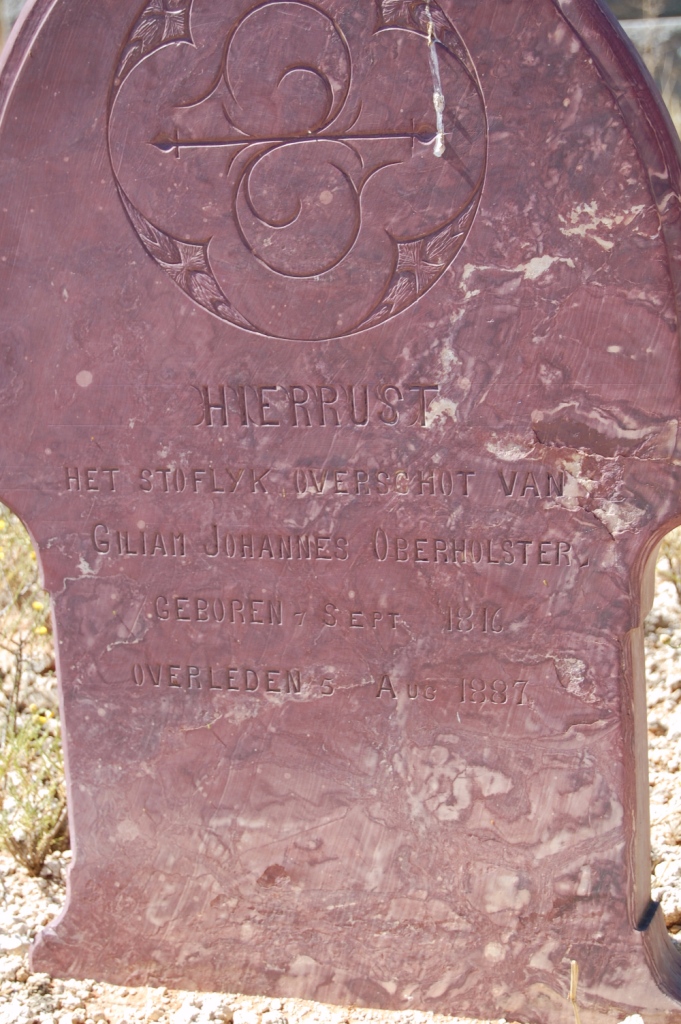 HIERRUST
HET STOFLYK OVERSCHOT VAN
GILIAM JOHANNES OBERHOLSTER,
GEBOREN 7 SEPT 1816
OVERLEDEN 5 AUG 1887,